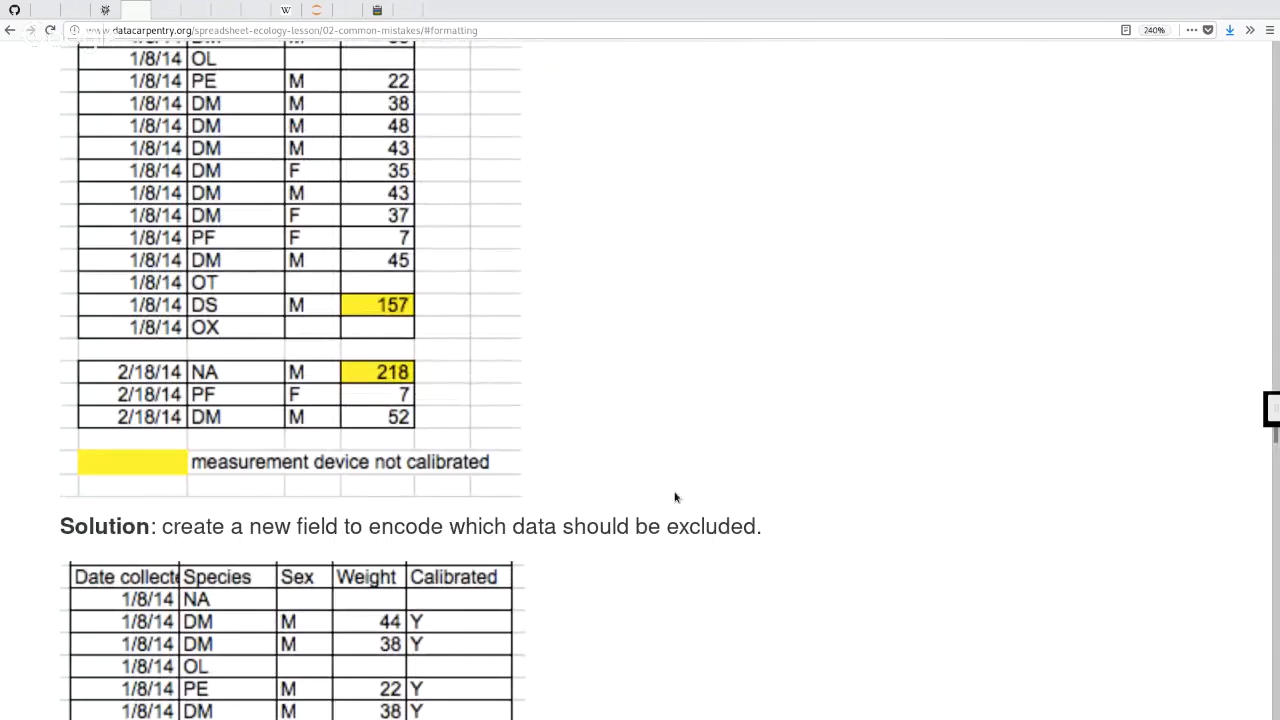 W
www.datacarpentry.org/spreadsheet-ecology-lesson/02-common-mistakes/#formatting 240%
1/8/14 OL
1/8/14 PE M 22
1/8/14 DM M 38
1/8/14 DM M 48
1/8/14 DM M 43
1/8/14 DM F 35
1/8/14 DM M 43
1/8/14 DM F 37
1/8/14 PF F 7
1/8/14 DM M 45
1/8/14 OT
1/8/14 DS M 157
1/8/14 OX
2/18/14 NA M 218
2/18/14 PF F 7
2/18/14 DM M 52
measurement device not calibrated
Solution: create a new field to encode which data should be excluded.
Date collecte Species Sex Weight Calibrated
1/8/14 NA
1/8/14 DM M 44 Y
1/8/14 DM M 38 Y
1/8/14 OL
1/8/14 PE M 22 Y
1/8/14 DM M 38 Y